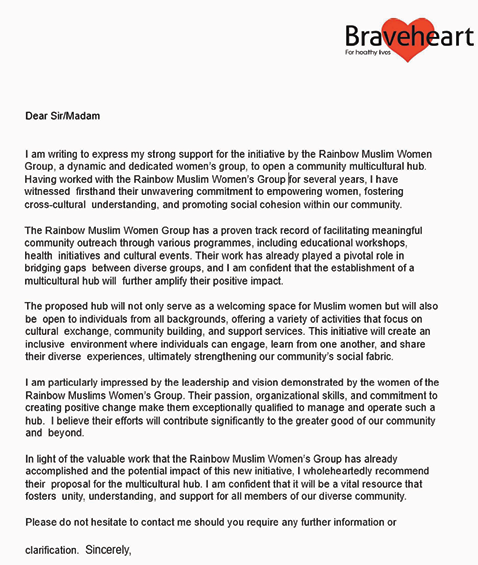 Braveheart
For healthy lives
Dear Sir/Madam
I am writing to express my strong support for the initiative by the Rainbow Muslim Women
Group, a dynamic and dedicated women's group, to open a community multicultural hub.
Having worked with the Rainbow Muslim Women's Group for several years, I have
witnessed firsthand their unwavering commitment to empowering women, fostering
cross-cultural understanding, and promoting social cohesion within our community.
The Rainbow Muslim Women Group has a proven track record of facilitating meaningful
community outreach through various programmes, including educational workshops,
health initiatives and cultural events. Their work has already played a pivotal role in
bridging gaps between diverse groups, and I am confident that the establishment of a
multicultural hub will further amplify their positive impact.
The proposed hub will not only serve as a welcoming space for Muslim women but will also
be open to individuals from all backgrounds, offering a variety of activities that focus on
cultural exchange, community building, and support services. This initiative will create an
inclusive environment where individuals can engage, learn from one another, and share
their diverse experiences, ultimately strengthening our community's social fabric.
I am particularly impressed by the leadership and vision demonstrated by the women of the
Rainbow Muslims Women's Group. Their passion, organizational skills, and commitment to
creating positive change make them exceptionally qualified to manage and operate such a
hub. I believe their efforts will contribute significantly to the greater good of our community
and beyond.
In light of the valuable work that the Rainbow Muslim Women's Group has already
accomplished and the potential impact of this new initiative, I wholeheartedly recommend
their proposal for the multicultural hub. I am confident that it will be a vital resource that
fosters unity, understanding, and support for all members of our diverse community.
Please do not hesitate to contact me should you require any further information or
clarification. Sincerely,